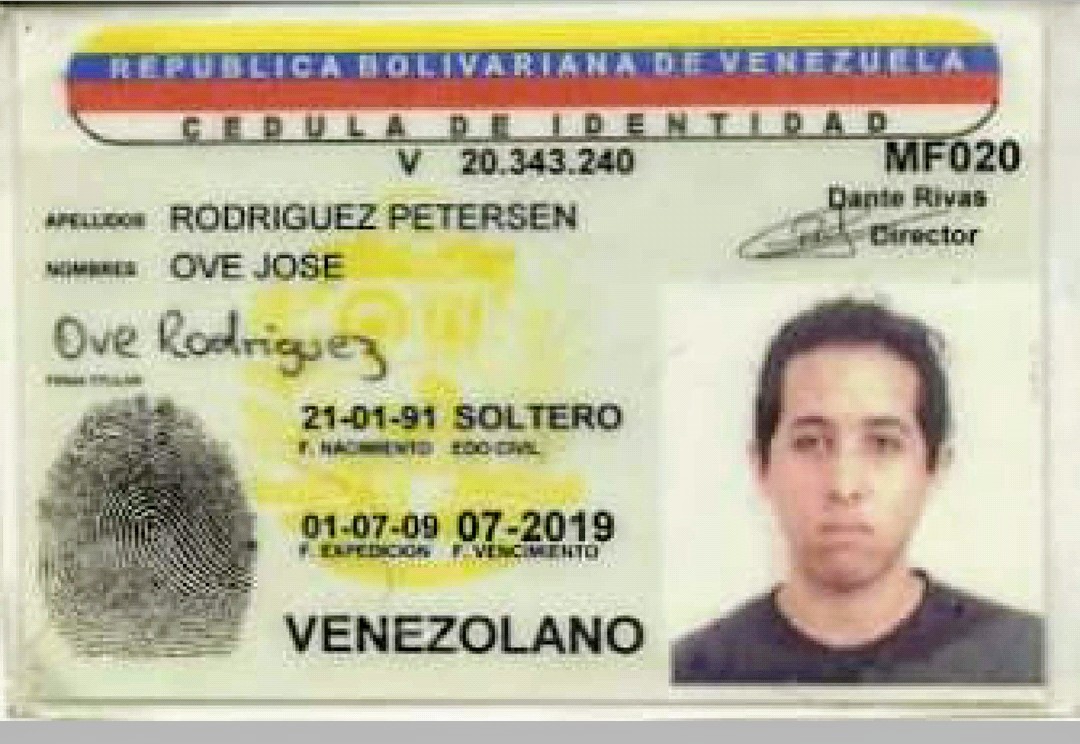 REPUBLICA BOLIVARIANA DE VENEZUELA
CEDULA DE IDENTIDAD
V 20.343.240
MF020
Dante Rivas
Director
APELLIDOS RODRIGUEZ PETERSEN
NOMBRES OVE JOSE
Ove Rodriguez
FIRMA TITULAR
21-01-91 SOLTERO
F. NACIMIENTO EDO CIVIL
01-07-09 07-2019
F. EXPEDICION F. VENCIMIENTO
VENEZOLANO